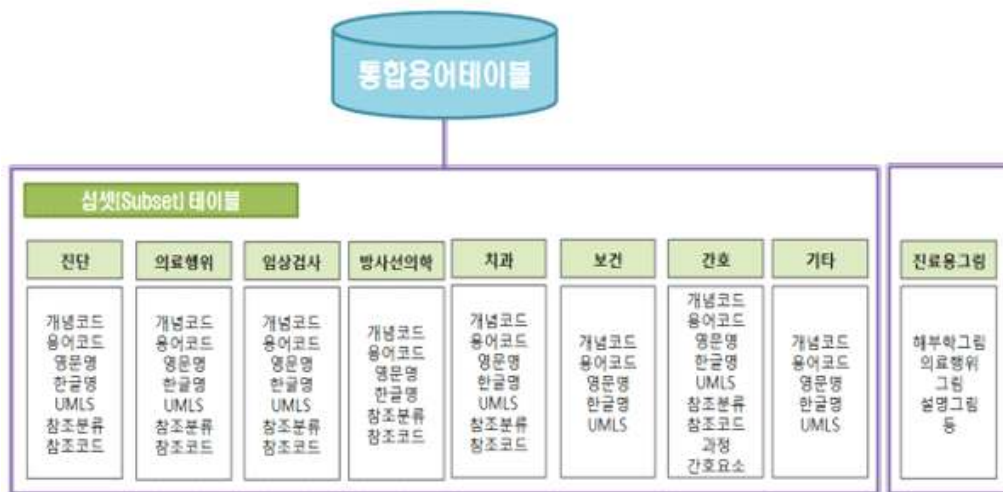 통합용어테이블
섭셋(Subset) 테이블
진단
의료행위
임상검사
방사선의학
치과
보건
간호
기타
진료용그림
개념코드
용어코드
영문명
한글명
UMLS
참조분류
참조코드
개념코드
용어코드
영문명
한글명
UMLS
참조분류
참조코드
개념코드
용어코드
영문명
한글명
UMLS
참조분류
참조코드
개념코드
용어코드
영문명
한글명
참조분류
참조코드
개념코드
용어코드
영문명
한글명
UMLS
참조분류
참조코드
개념코드
용어코드
영문명
한글명
UMLS
개념코드
용어코드
영문명
한글명
UMLS
참조분류
참조코드
과정
간호요소
개념코드
용어코드
영문명
한글명
UMLS
해부학그림
의료행위
그림
설명그림
등